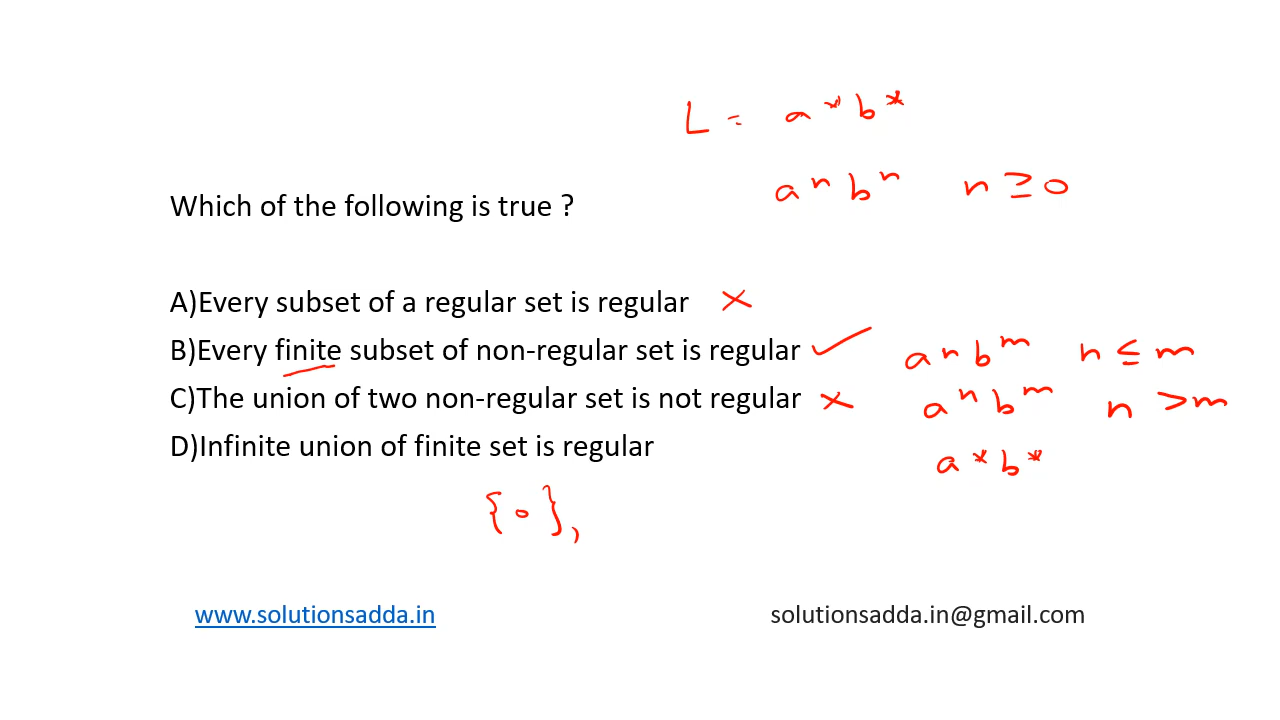 L = a* b*
a^n b^n n ≥ 0
Which of the following is true ?
A)Every subset of a regular set is regular ×
B)Every finite subset of non-regular set is regular ✓ a^n b^m n ≤ m
C)The union of two non-regular set is not regular × a^n b^m n > m
D)Infinite union of finite set is regular a* b*
{0},
www.solutionsadda.in solutionsadda.in@gmail.com